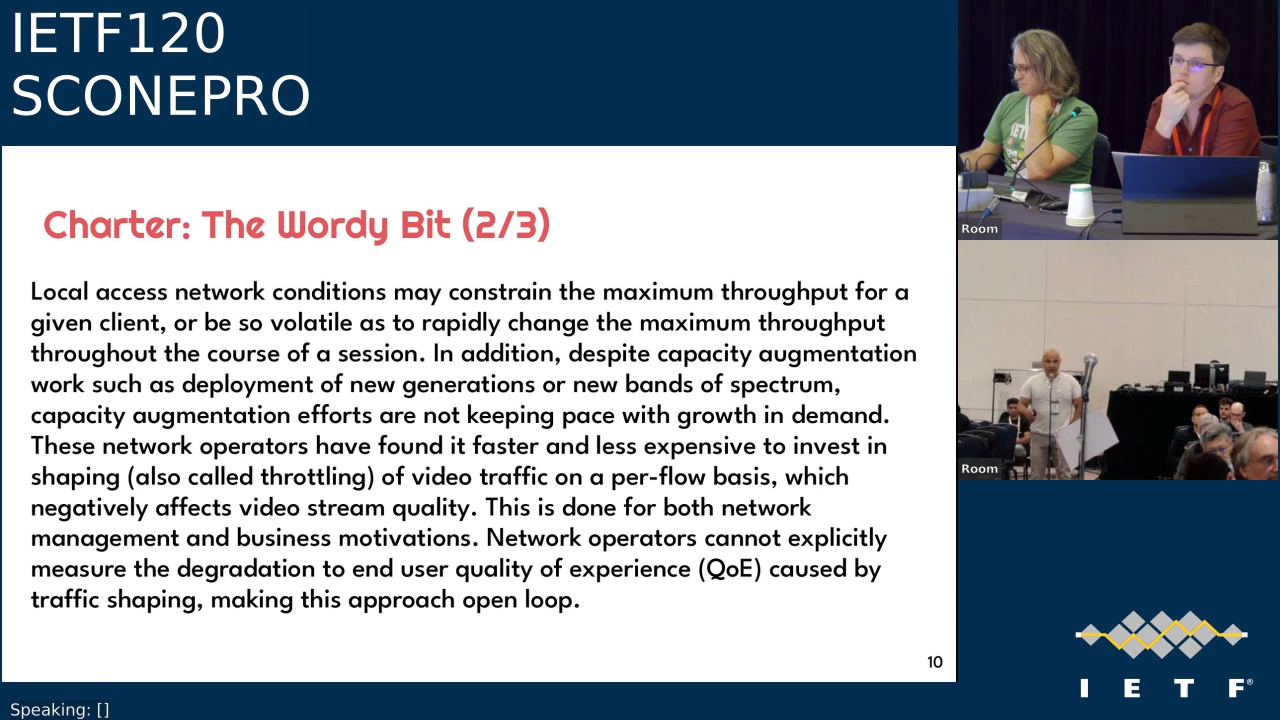 IETF120
SCONEPRO
Charter: The Wordy Bit (2/3)
Local access network conditions may constrain the maximum throughput for a
given client, or be so volatile as to rapidly change the maximum throughput
throughout the course of a session. In addition, despite capacity augmentation
work such as deployment of new generations or new bands of spectrum,
capacity augmentation efforts are not keeping pace with growth in demand.
These network operators have found it faster and less expensive to invest in
shaping (also called throttling) of video traffic on a per-flow basis, which
negatively affects video stream quality. This is done for both network
management and business motivations. Network operators cannot explicitly
measure the degradation to end user quality of experience (QoE) caused by
traffic shaping, making this approach open loop.
10
Room
Room
I E T F®
Speaking: []